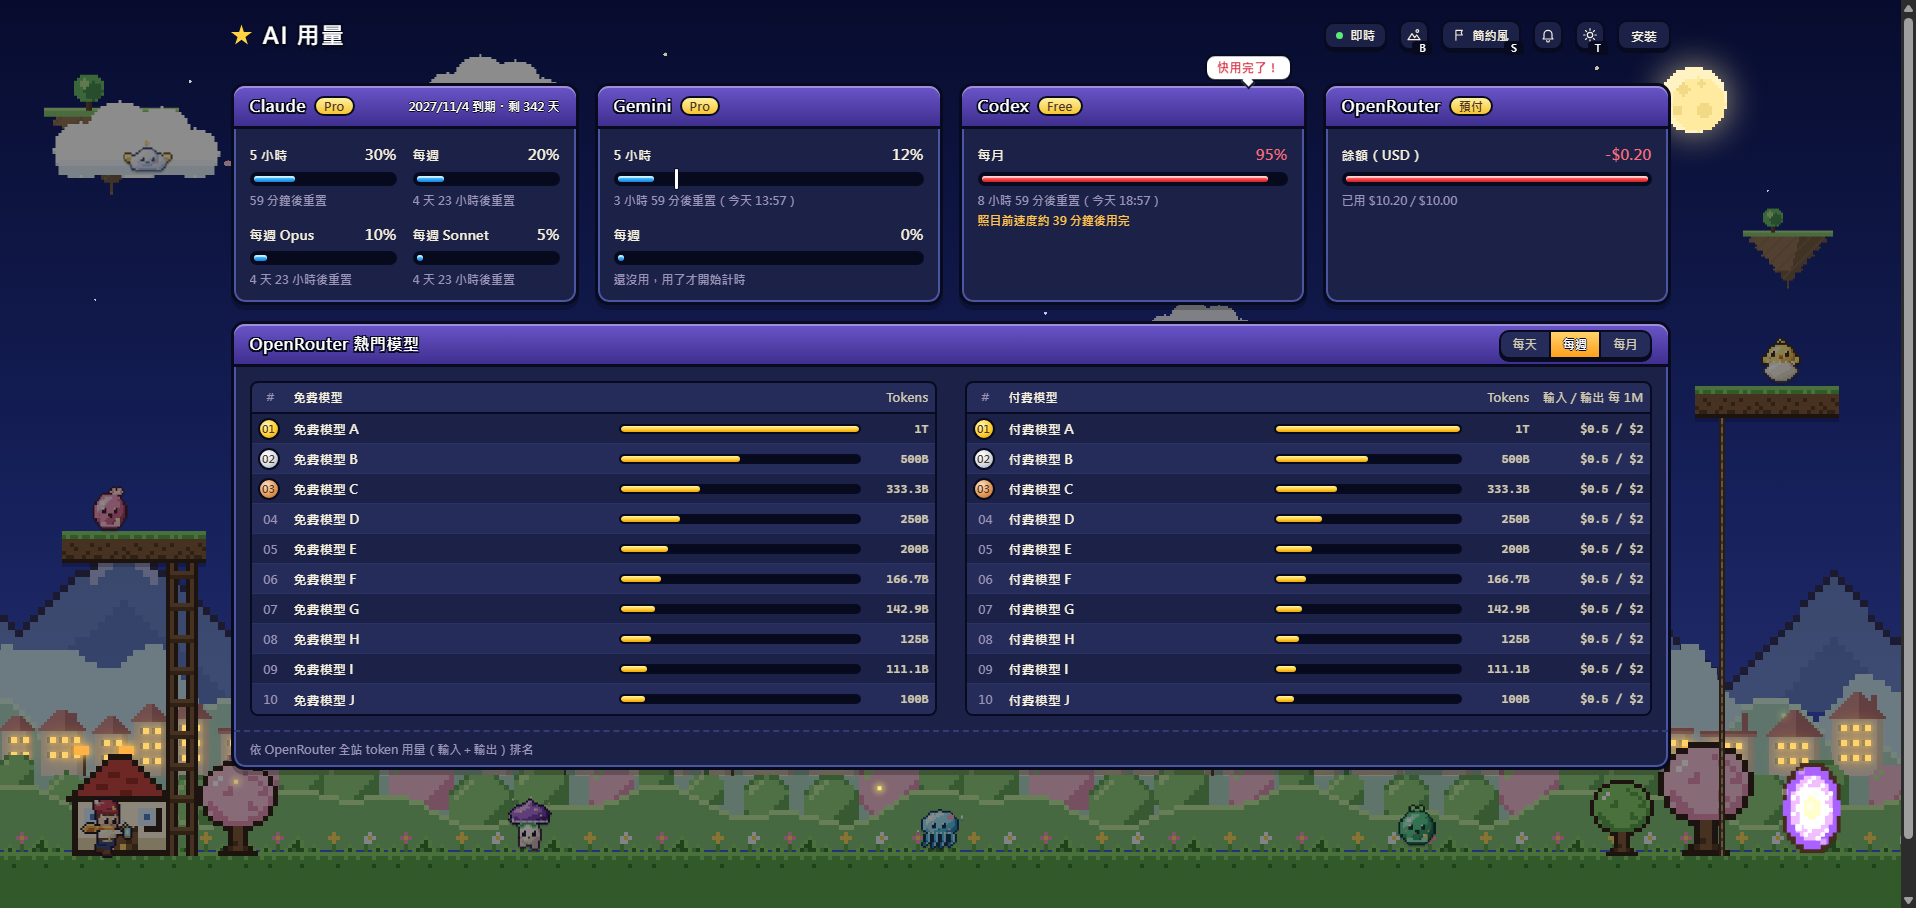 ★ AI 用量
即時
B
簡約風
S
T
安裝
快用完了！
Claude Pro 2027/11/4 到期 · 剩 342 天
5 小時 30%
59 分鐘後重置
每週 20%
4 天 23 小時後重置
每週 Opus 10%
4 天 23 小時後重置
每週 Sonnet 5%
4 天 23 小時後重置
Gemini Pro
5 小時 12%
3 小時 59 分後重置（今天 13:57）
每週 0%
還沒用，用了才開始計時
Codex Free
每月 95%
8 小時 59 分後重置（今天 18:57）
照目前速度約 39 分鐘後用完
OpenRouter 預付
餘額（USD） -$0.20
已用 $10.20 / $10.00
OpenRouter 熱門模型
每天 每週 每月
# 免費模型 Tokens
01 免費模型 A 1T
02 免費模型 B 500B
03 免費模型 C 333.3B
04 免費模型 D 250B
05 免費模型 E 200B
06 免費模型 F 166.7B
07 免費模型 G 142.9B
08 免費模型 H 125B
09 免費模型 I 111.1B
10 免費模型 J 100B
# 付費模型 Tokens 輸入 / 輸出 每 1M
01 付費模型 A 1T $0.5 / $2
02 付費模型 B 500B $0.5 / $2
03 付費模型 C 333.3B $0.5 / $2
04 付費模型 D 250B $0.5 / $2
05 付費模型 E 200B $0.5 / $2
06 付費模型 F 166.7B $0.5 / $2
07 付費模型 G 142.9B $0.5 / $2
08 付費模型 H 125B $0.5 / $2
09 付費模型 I 111.1B $0.5 / $2
10 付費模型 J 100B $0.5 / $2
依 OpenRouter 全站 token 用量（輸入 + 輸出）排名